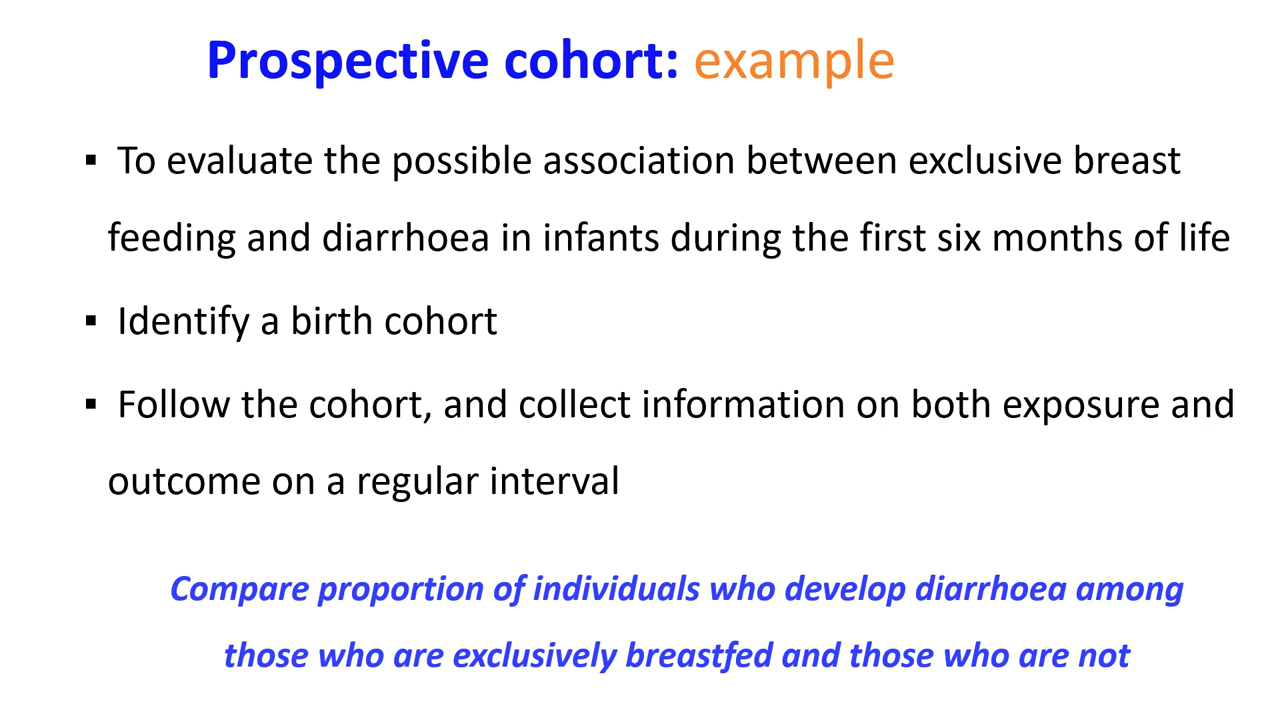 Prospective cohort: example
▪ To evaluate the possible association between exclusive breast
feeding and diarrhoea in infants during the first six months of life
▪ Identify a birth cohort
▪ Follow the cohort, and collect information on both exposure and
outcome on a regular interval
Compare proportion of individuals who develop diarrhoea among
those who are exclusively breastfed and those who are not